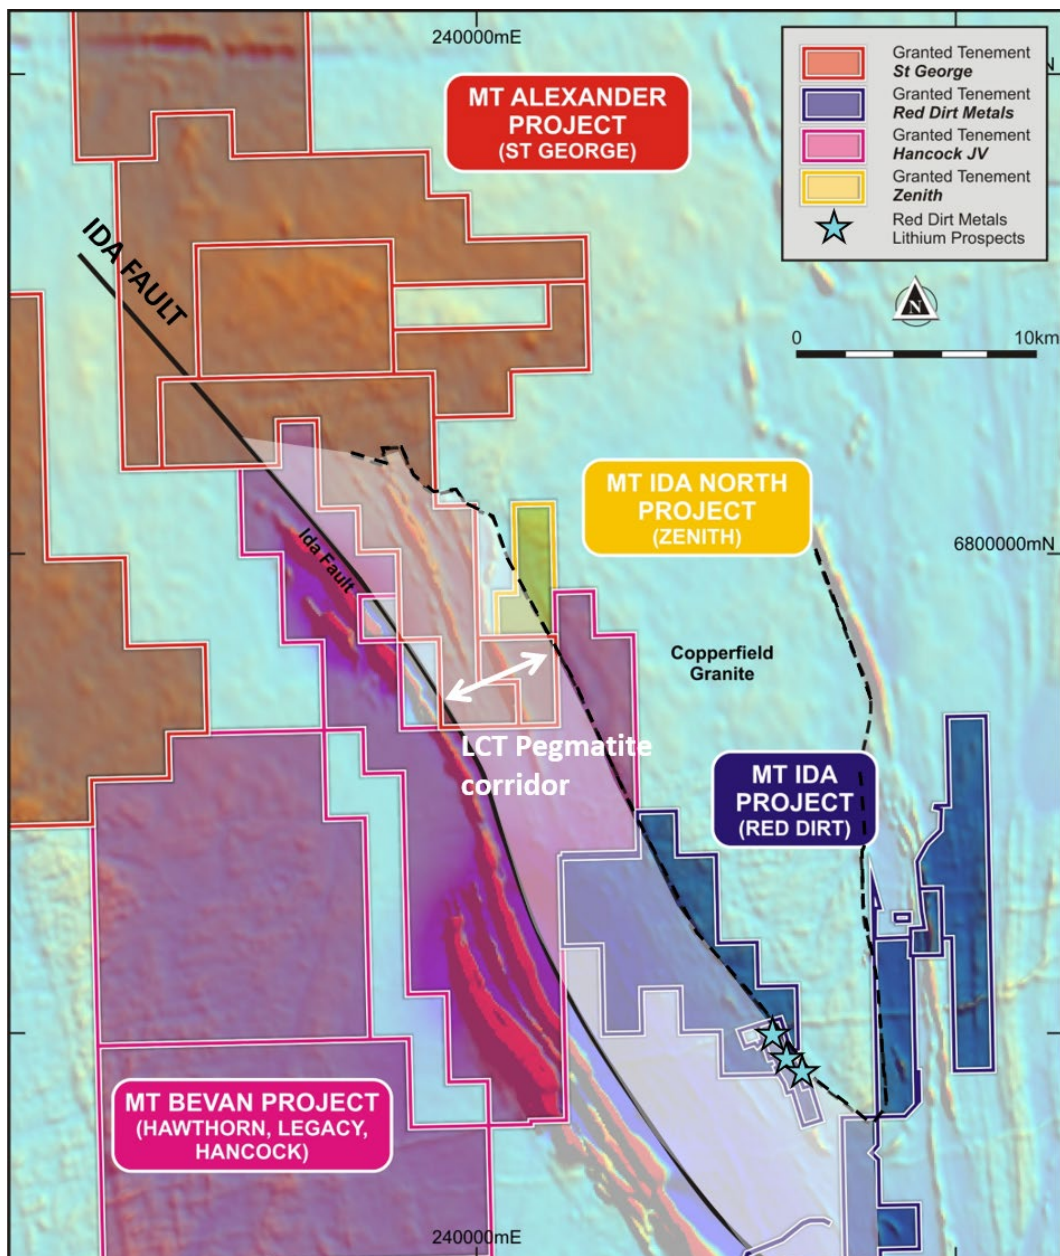 240000mE
N
MT ALEXANDER
PROJECT
(ST GEORGE)
Granted Tenement
St George
Granted Tenement
Red Dirt Metals
Granted Tenement
Hancock JV
Granted Tenement
Zenith
Red Dirt Metals
Lithium Prospects
N
0
10km
IDA FAULT
MT IDA NORTH
PROJECT
(ZENITH)
6800000mN
Ida Fault
Copperfield
Granite
LCT Pegmatite
corridor
MT IDA
PROJECT
(RED DIRT)
MT BEVAN PROJECT
(HAWTHORN, LEGACY,
HANCOCK)
240000mE